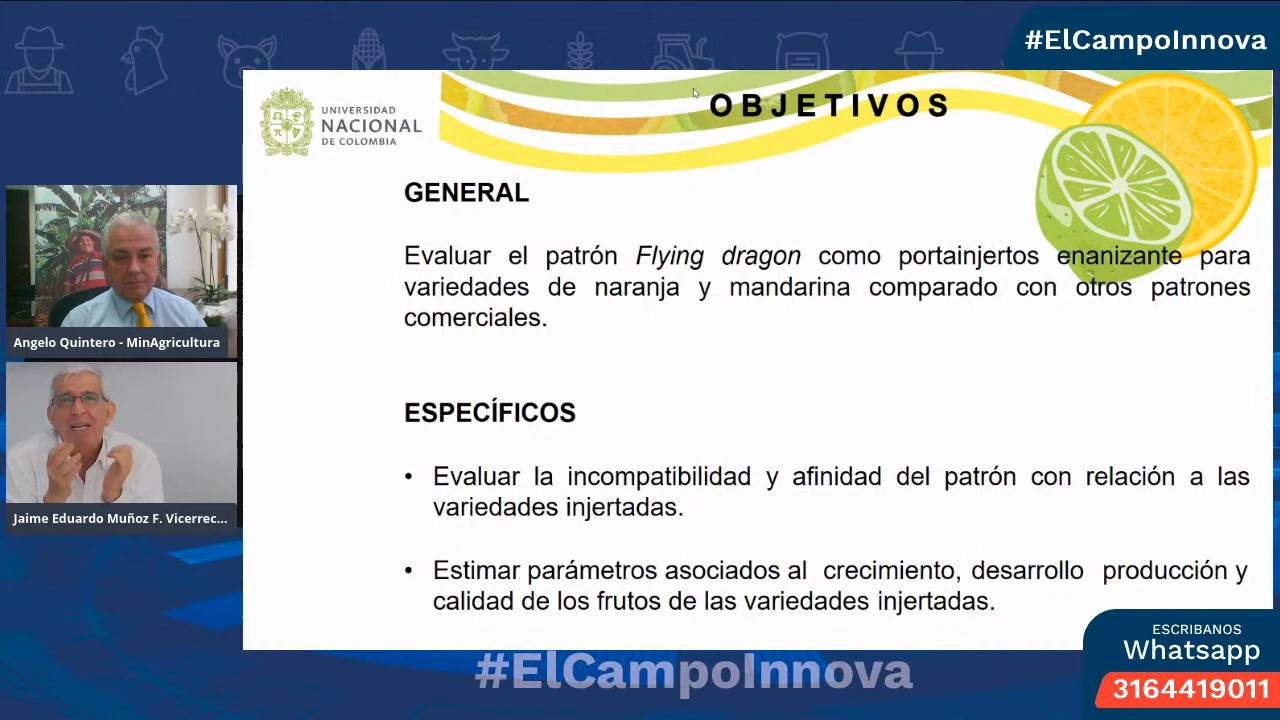 #ElCampoInnova
UNIVERSIDAD
NACIONAL
DE COLOMBIA
OBJETIVOS
GENERAL
Evaluar el patrón Flying dragon como portainjertos enanizante para
variedades de naranja y mandarina comparado con otros patrones
comerciales.
ESPECÍFICOS
• Evaluar la incompatibilidad y afinidad del patrón con relación a las
variedades injertadas.
• Estimar parámetros asociados al crecimiento, desarrollo producción y
calidad de los frutos de las variedades injertadas.
Angelo Quintero - MinAgricultura
Jaime Eduardo Muñoz F. Vicerrec...
ESCRIBANOS
Whatsapp
3164419011
#ElCampoInnova